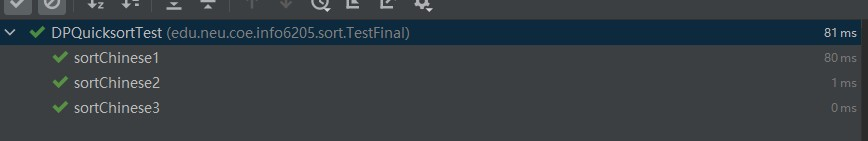 DPQuicksortTest (edu.neu.coe.info6205.sort.TestFinal) 81 ms
sortChinese1 80 ms
sortChinese2 1 ms
sortChinese3 0 ms